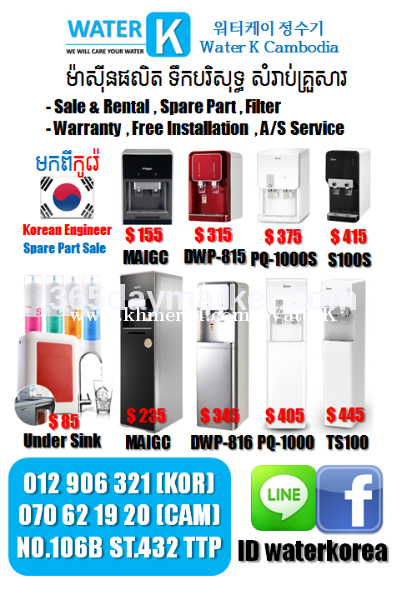 WATER K
WE WILL CARE YOUR WATER
워터케이 정수기
Water K Cambodia
ម៉ាស៊ីនផលិត ទឹកបរិសុទ្ធ សំរាប់គ្រួសារ
- Sale & Rental , Spare Part , Filter
- Warranty , Free Installation , A/S Service
មកពីកូរ៉េ
Korean Engineer
Spare Part Sale
$ 155
MAIGC
$ 315
DWP-815
$ 375
PQ-1000S
$ 415
S100S
$ 85
Under Sink
$ 235
MAIGC
$ 345
DWP-816
$ 405
PQ-1000
$ 445
TS100
012 906 321 (KOR)
070 62 19 20 (CAM)
NO.106B ST.432 TTP
LINE
f
ID waterkorea